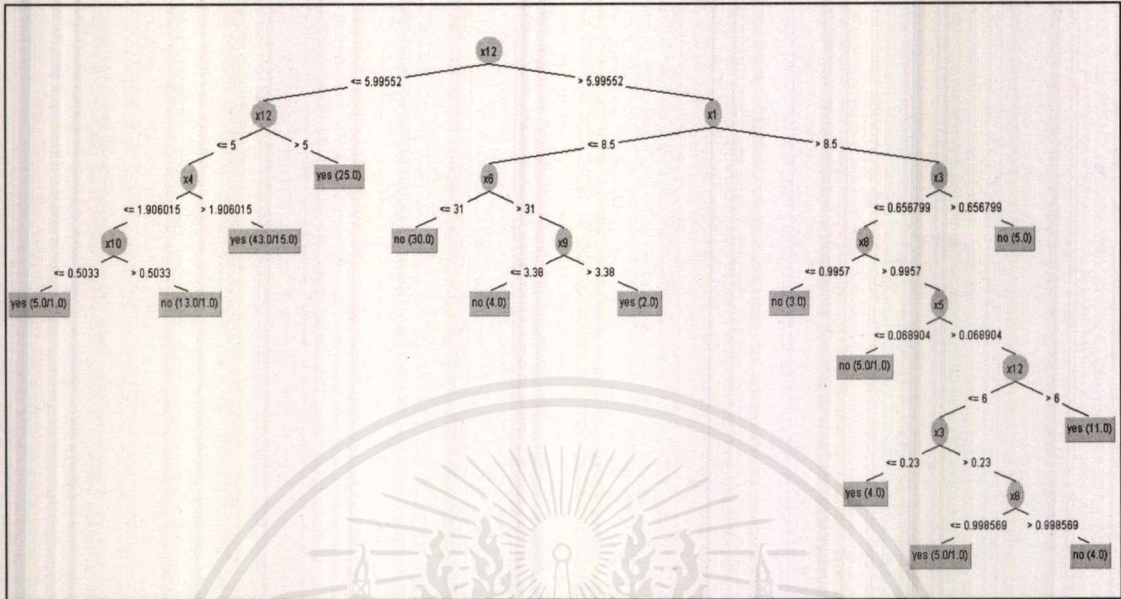 x12
<= 5.99552 > 5.99552
x12 x1
<= 5 > 5 <= 8.5 > 8.5
x4 yes (25.0) x6 x3
<= 1.906015 > 1.906015 <= 31 > 31 <= 0.656799 > 0.656799
x10 yes (43.0/15.0) no (30.0) x9 x8 no (5.0)
<= 0.5033 > 0.5033 <= 3.38 > 3.38 <= 0.9957 > 0.9957
yes (5.0/1.0) no (13.0/1.0) no (4.0) yes (2.0) no (3.0) x5
<= 0.068904 > 0.068904
no (5.0/1.0) x12
<= 6 > 6
x3 yes (11.0)
<= 0.23 > 0.23
yes (4.0) x8
<= 0.998569 > 0.998569
yes (5.0/1.0) no (4.0)